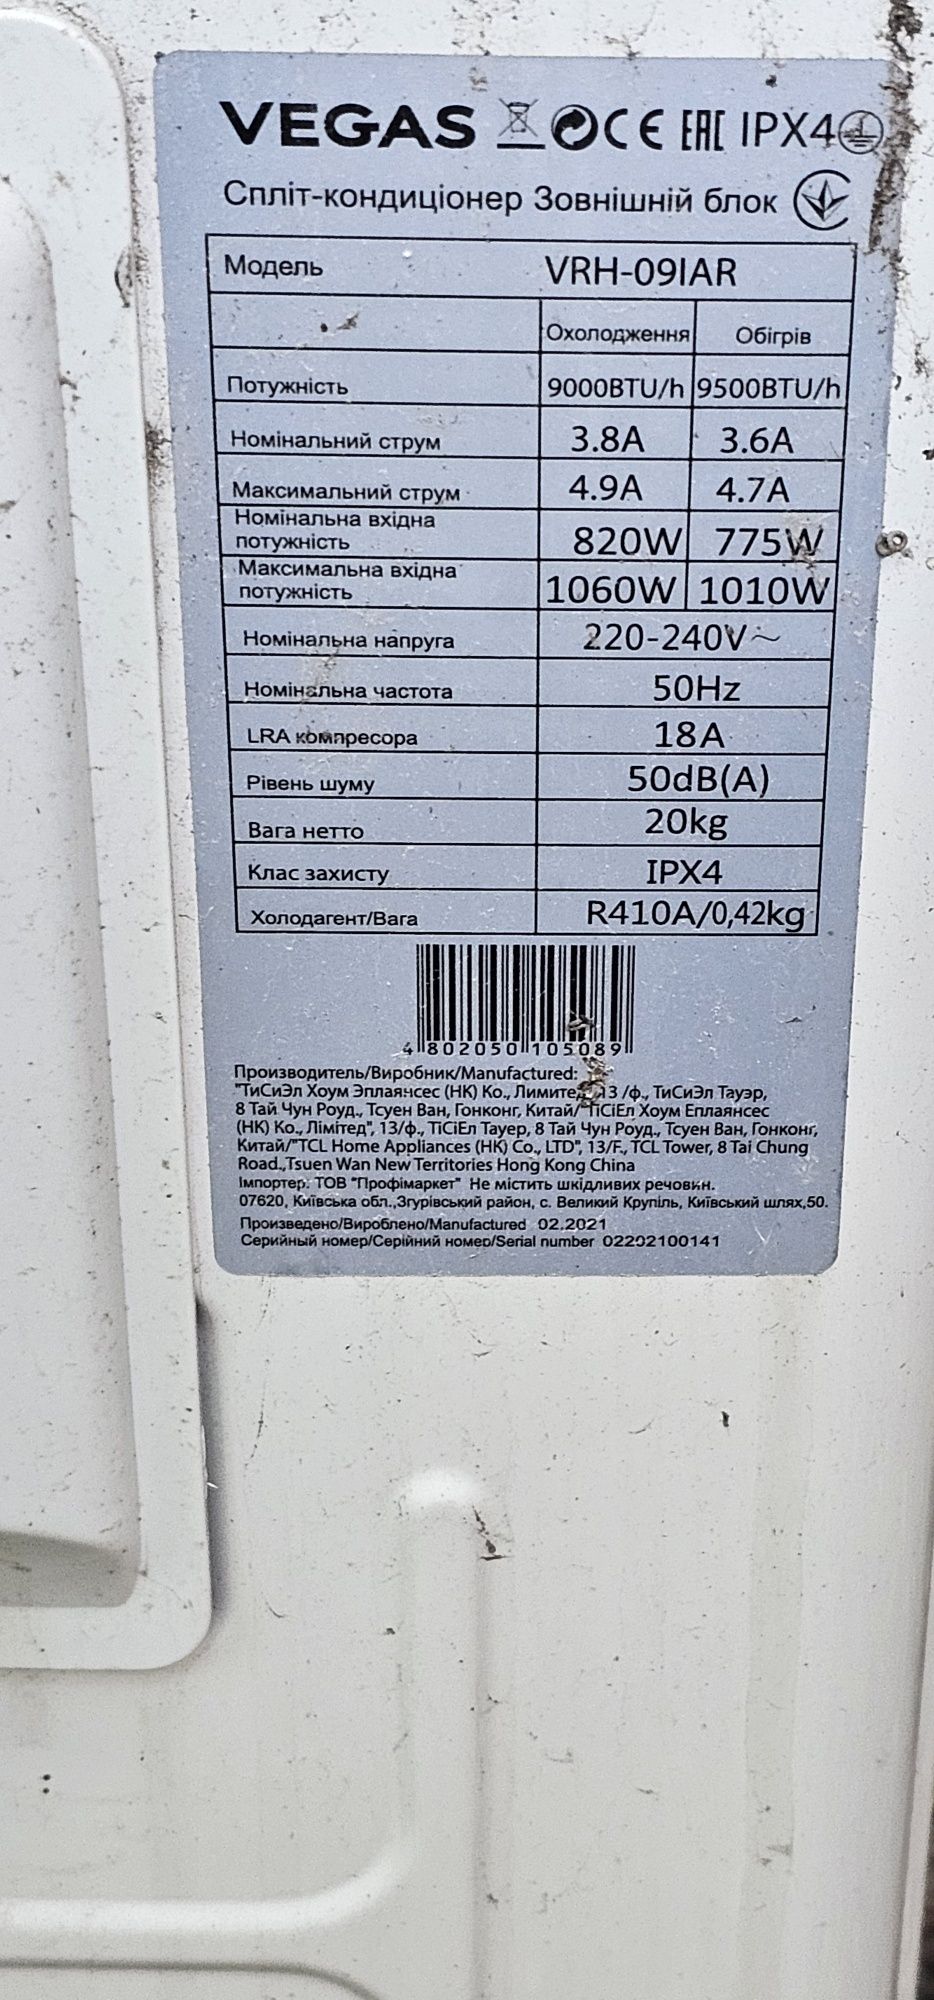 VEGAS CE EAC IPX4
Спліт-кондиціонер Зовнішній блок
Модель VRH-09IAR
Охолодження Обігрів
Потужність 9000BTU/h 9500BTU/h
Номінальний струм 3.8A 3.6A
Максимальний струм 4.9A 4.7A
Номінальна вхідна
потужність 820W 775W
Максимальна вхідна
потужність 1060W 1010W
Номінальна напруга 220-240V~
Номінальна частота 50Hz
LRA компресора 18A
Рівень шуму 50dB(A)
Вага нетто 20kg
Клас захисту IPX4
Холодагент/Вага R410A/0,42kg
4 802050 105089
Производитель/Виробник/Manufactured:
"ТиСиЭл Хоум Эплаянсес (НК) Ко., 13 /ф., ТиСиЭл Тауэр,
8 Тай Чун Роуд., Тсуен Ван, Гонконг, Китай/"ТіСіЕл Хоум Еплаянсес
(НК) Ко., Лімітед", 13/ф., ТіСіЕл Тауер, 8 Тай Чунг Роуд., Тсуен Ван, Гонконг,
Китай/"TCL Home Appliances (HK) Co., LTD", 13/F., TCL Tower, 8 Tai Chung
Road.,Tsuen Wan New Territories Hong Kong China
Імпортер: ТОВ "Профімаркет" Не містить шкідливих речовин.
07620, Київська обл.,Згурівський район, с. Великий Крупіль, Київський шлях,50.
Произведено/Вироблено/Manufactured 02.2021
Серийный номер/Серійний номер/Serial number 02202100141